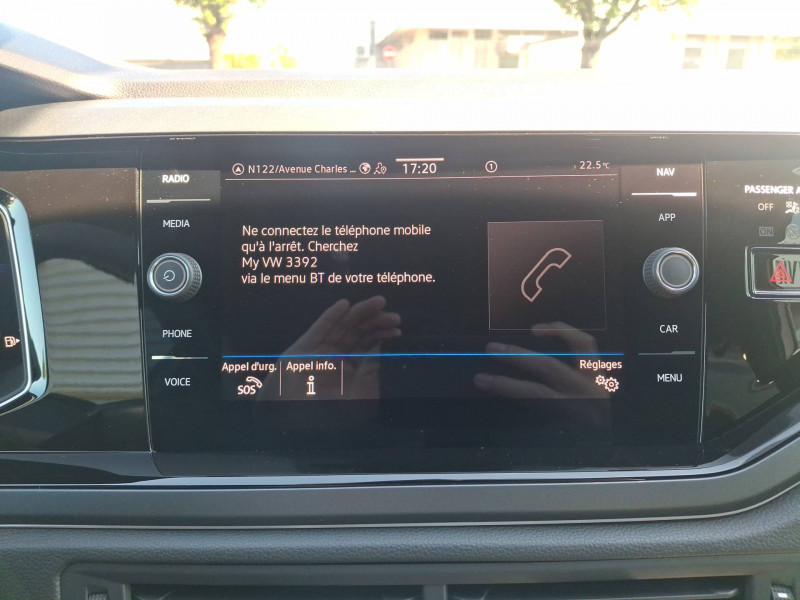 N122/Avenue Charles ... 17:20 1 22.5°C
RADIO
MEDIA
PHONE
VOICE
Ne connectez le téléphone mobile
qu'à l'arrêt. Cherchez
My VW 3392
via le menu BT de votre téléphone.
Appel d'urg.
SOS
Appel info.
i
Réglages
NAV
APP
CAR
MENU
PASSENGER A
OFF